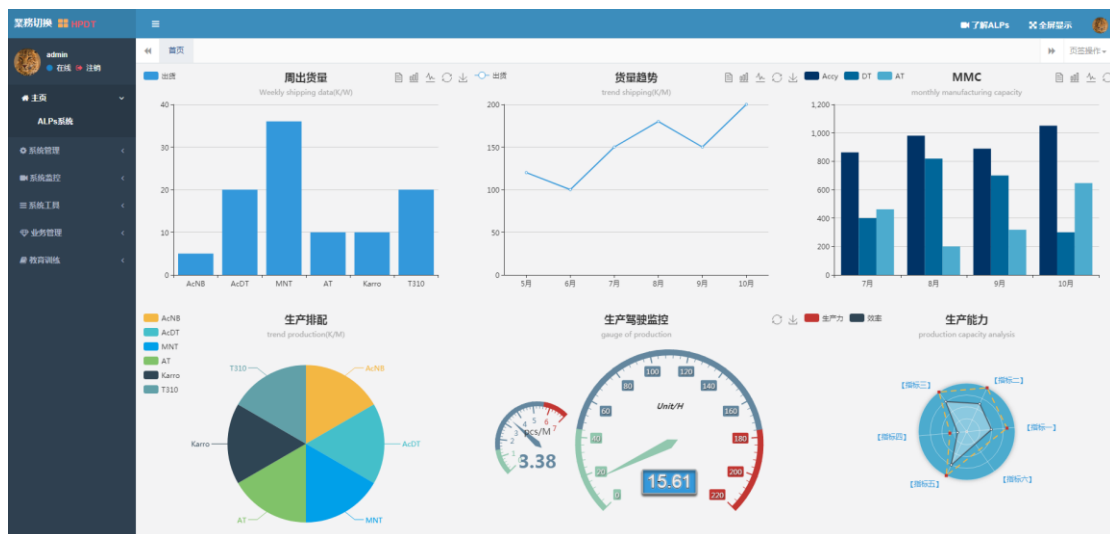 業務切換 HPDT
了解ALPs 全屏显示
admin
在线 注销
首页
页签操作
主页
ALPs系统
系统管理
系统监控
系统工具
业务管理
教育训练
出货
周出货量
Weekly shipping data(K/W)
40
30
20
10
0
AcNB AcDT MNT AT Karro T310
出货
货量趋势
trend shipping(K/M)
200
150
100
50
0
5月 6月 7月 8月 9月 10月
Accy DT AT
MMC
monthly manufacturing capacity
1,200
1,000
800
600
400
200
0
7月 8月 9月 10月
AcNB
AcDT
MNT
AT
Karro
T310
生产排配
trend production(K/M)
T310 AcNB
Karro AcDT
AT MNT
生产驾驶监控
gauge of production
1 2 3 4 5 6 7
pcs/M
3.38
0 20 40 60 80 100 120 140 160 180 200 220
Unit/H
15.61
生产力 效率
生产能力
production capacity analysis
【指标三】 【指标二】
【指标四】 【指标一】
【指标五】 【指标六】